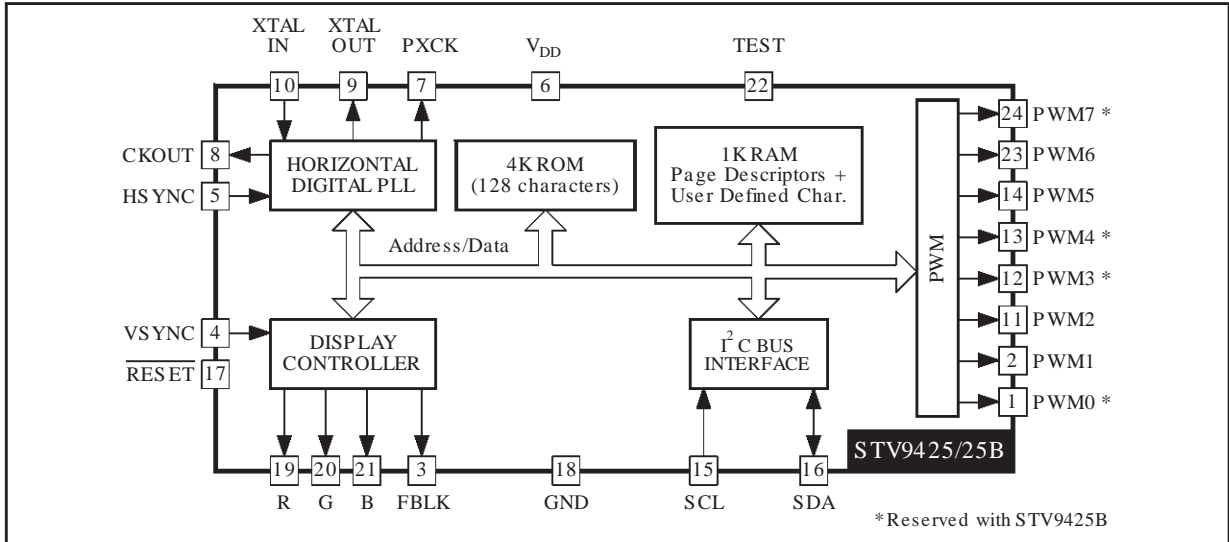 XTAL IN
XTAL OUT
PXCK
V_DD
TEST
10
9
7
6
22
CKOUT
8
HSYNC
5
HORIZONTAL
DIGITAL PLL
4K ROM
(128 characters)
1K RAM
Page Descriptors +
User Defined Char.
Address/Data
PWM
24 PWM7 *
23 PWM6
14 PWM5
13 PWM4 *
12 PWM3 *
11 PWM2
2 PWM1
1 PWM0 *
VSYNC 4
RESET 17
DISPLAY
CONTROLLER
I²C BUS
INTERFACE
STV9425/25B
19
20
21
3
18
15
16
R
G
B
FBLK
GND
SCL
SDA
* Reserved with STV9425B